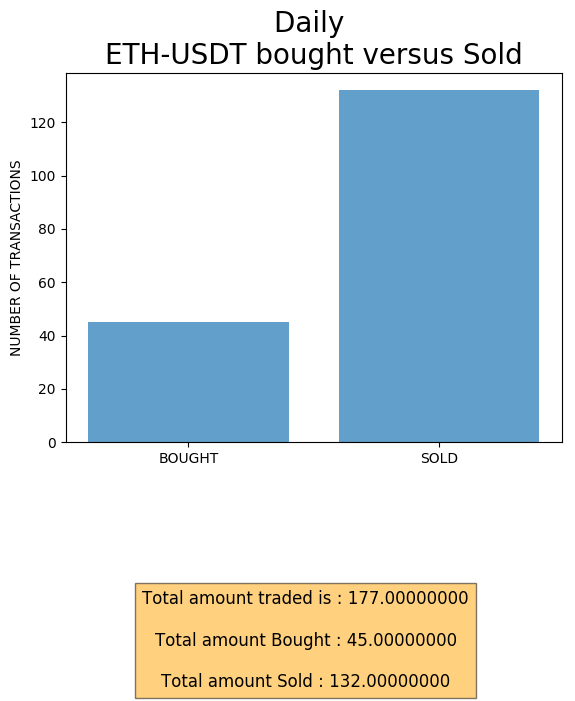 Daily
ETH-USDT bought versus Sold
NUMBER OF TRANSACTIONS
120
100
80
60
40
20
0
BOUGHT SOLD
Total amount traded is : 177.00000000
Total amount Bought : 45.00000000
Total amount Sold : 132.00000000